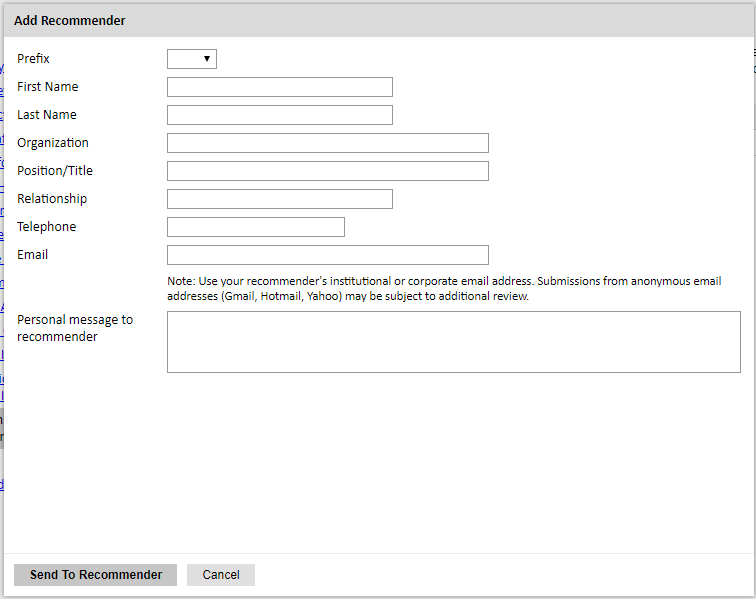 Add Recommender
Prefix
First Name
Last Name
Organization
Position/Title
Relationship
Telephone
Email
Note: Use your recommender's institutional or corporate email address. Submissions from anonymous email
addresses (Gmail, Hotmail, Yahoo) may be subject to additional review.
Personal message to
recommender
Send To Recommender
Cancel